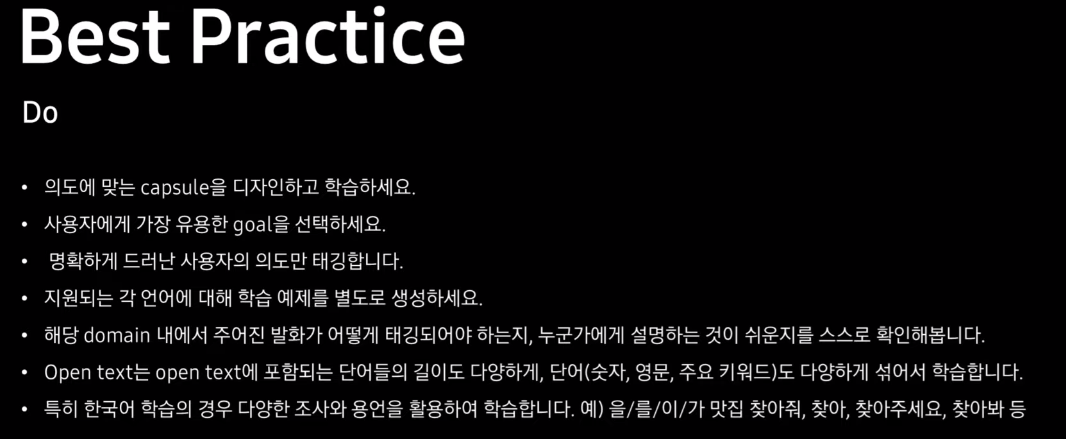 Best Practice
Do
• 의도에 맞는 capsule을 디자인하고 학습하세요.
• 사용자에게 가장 유용한 goal을 선택하세요.
• 명확하게 드러난 사용자의 의도만 태깅합니다.
• 지원되는 각 언어에 대해 학습 예제를 별도로 생성하세요.
• 해당 domain 내에서 주어진 발화가 어떻게 태깅되어야 하는지, 누군가에게 설명하는 것이 쉬운지를 스스로 확인해봅니다.
• Open text는 open text에 포함되는 단어들의 길이도 다양하게, 단어(숫자, 영문, 주요 키워드)도 다양하게 섞어서 학습합니다.
• 특히 한국어 학습의 경우 다양한 조사와 용언을 활용하여 학습합니다. 예) 을/를/이/가 맛집 찾아줘, 찾아, 찾아주세요, 찾아봐 등